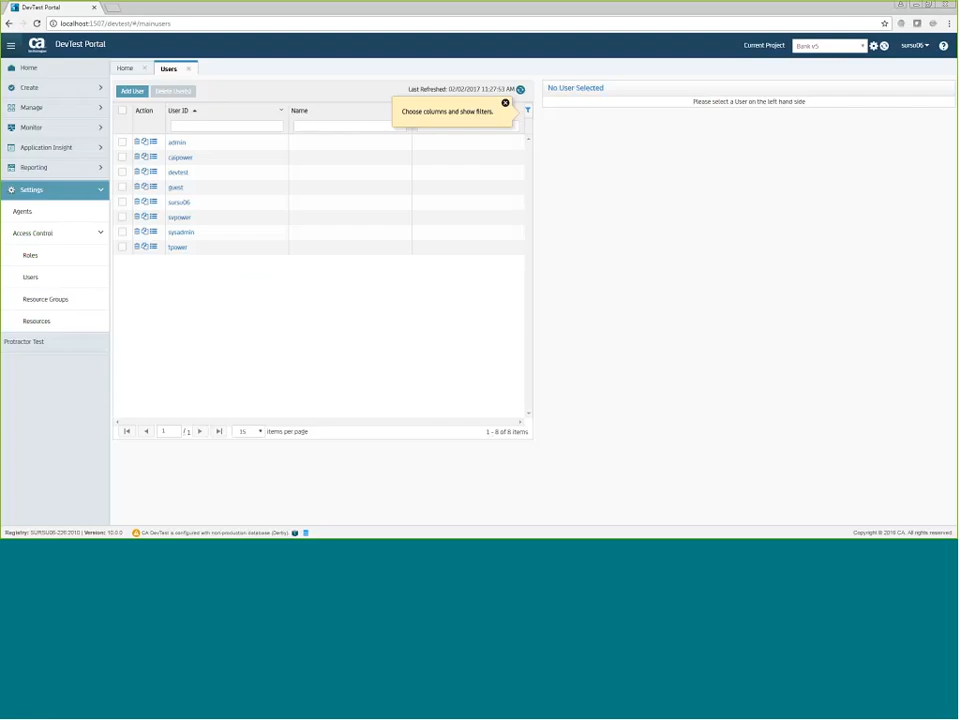 DevTest Portal
localhost:1507/devtest/#/mainusers
ca
technologies
DevTest Portal
Current Project
Bank v5
sursu06
Home
Create
Manage
Monitor
Application Insight
Reporting
Settings
Agents
Access Control
Roles
Users
Resource Groups
Resources
Protractor Test
Home
Users
Add User
Delete User(s)
Last Refreshed: 02/02/2017 11:27:53 AM
Choose columns and show filters.
Action
User ID
Name
admin
caipower
devtest
guest
sursu06
svpower
sysadmin
tpower
1
/ 1
15
items per page
1 - 8 of 8 items
No User Selected
Please select a User on the left hand side
Registry: SURSU06-226:2010 | Version: 10.0.0
CA DevTest is configured with non-production database (Derby).
Copyright © 2016 CA. All rights reserved